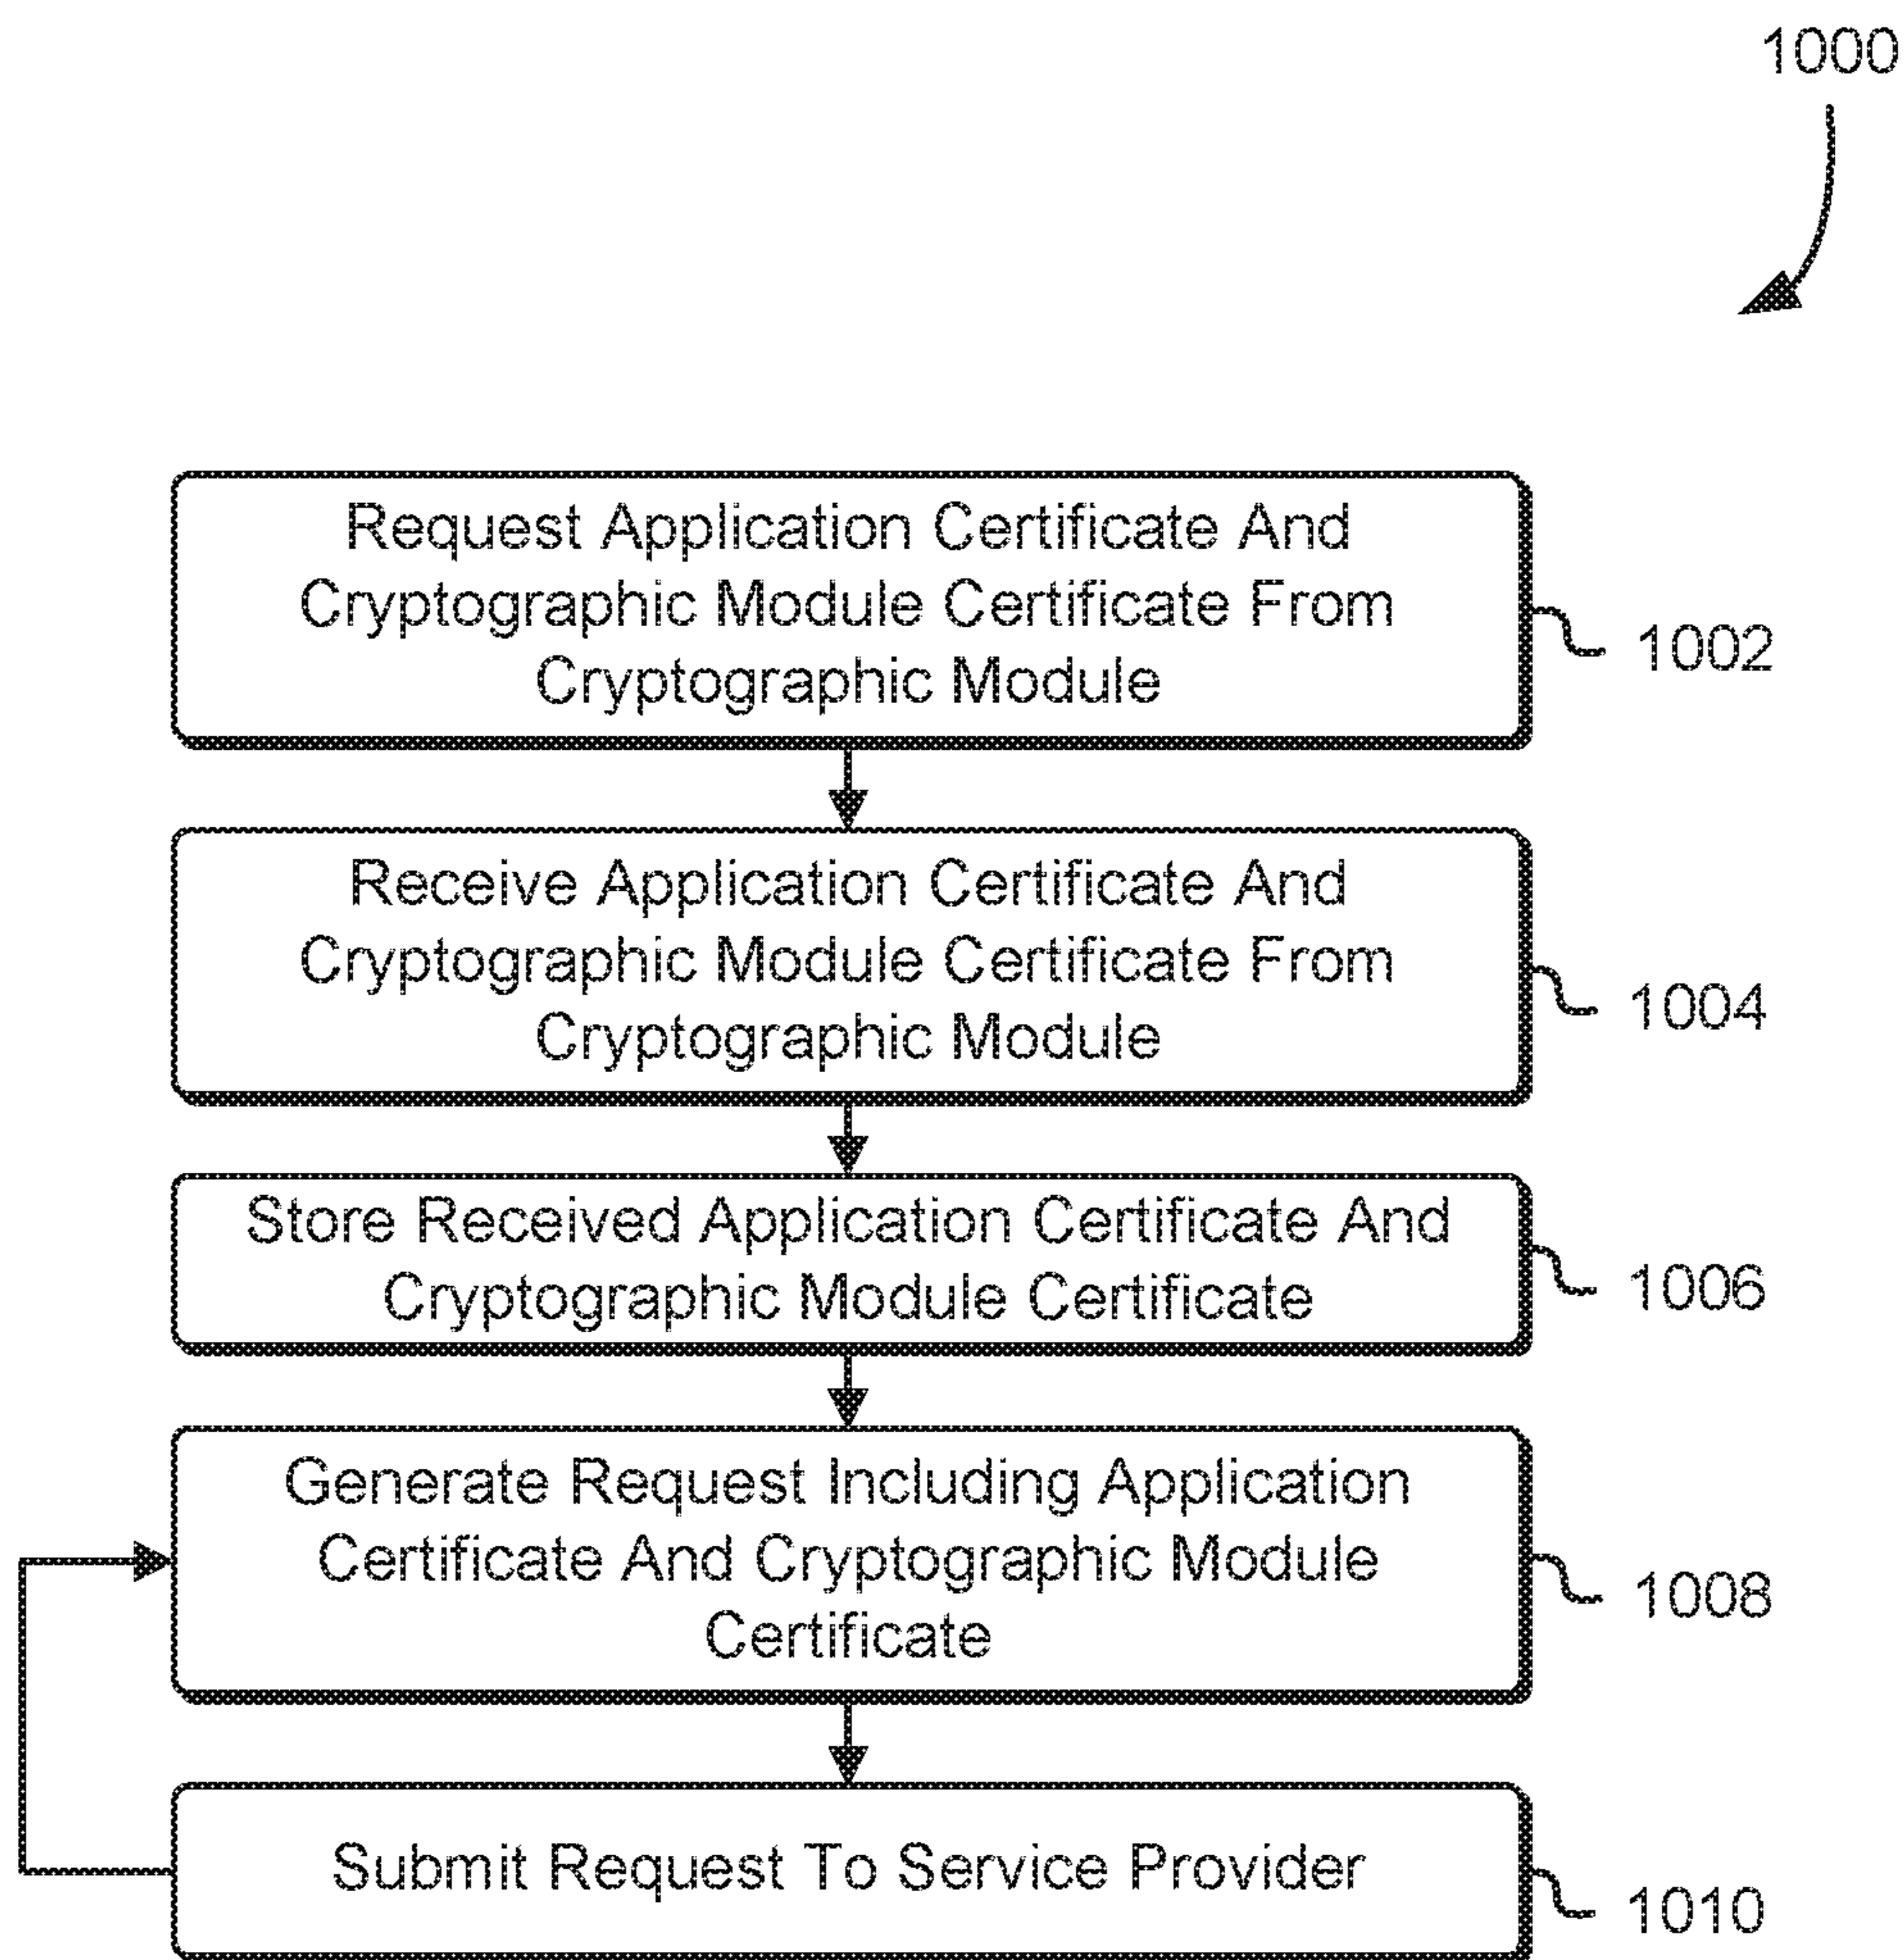 1000
Request Application Certificate And
Cryptographic Module Certificate From
Cryptographic Module
1002
Receive Application Certificate And
Cryptographic Module Certificate From
Cryptographic Module
1004
Store Received Application Certificate And
Cryptographic Module Certificate
1006
Generate Request Including Application
Certificate And Cryptographic Module
Certificate
1008
Submit Request To Service Provider
1010